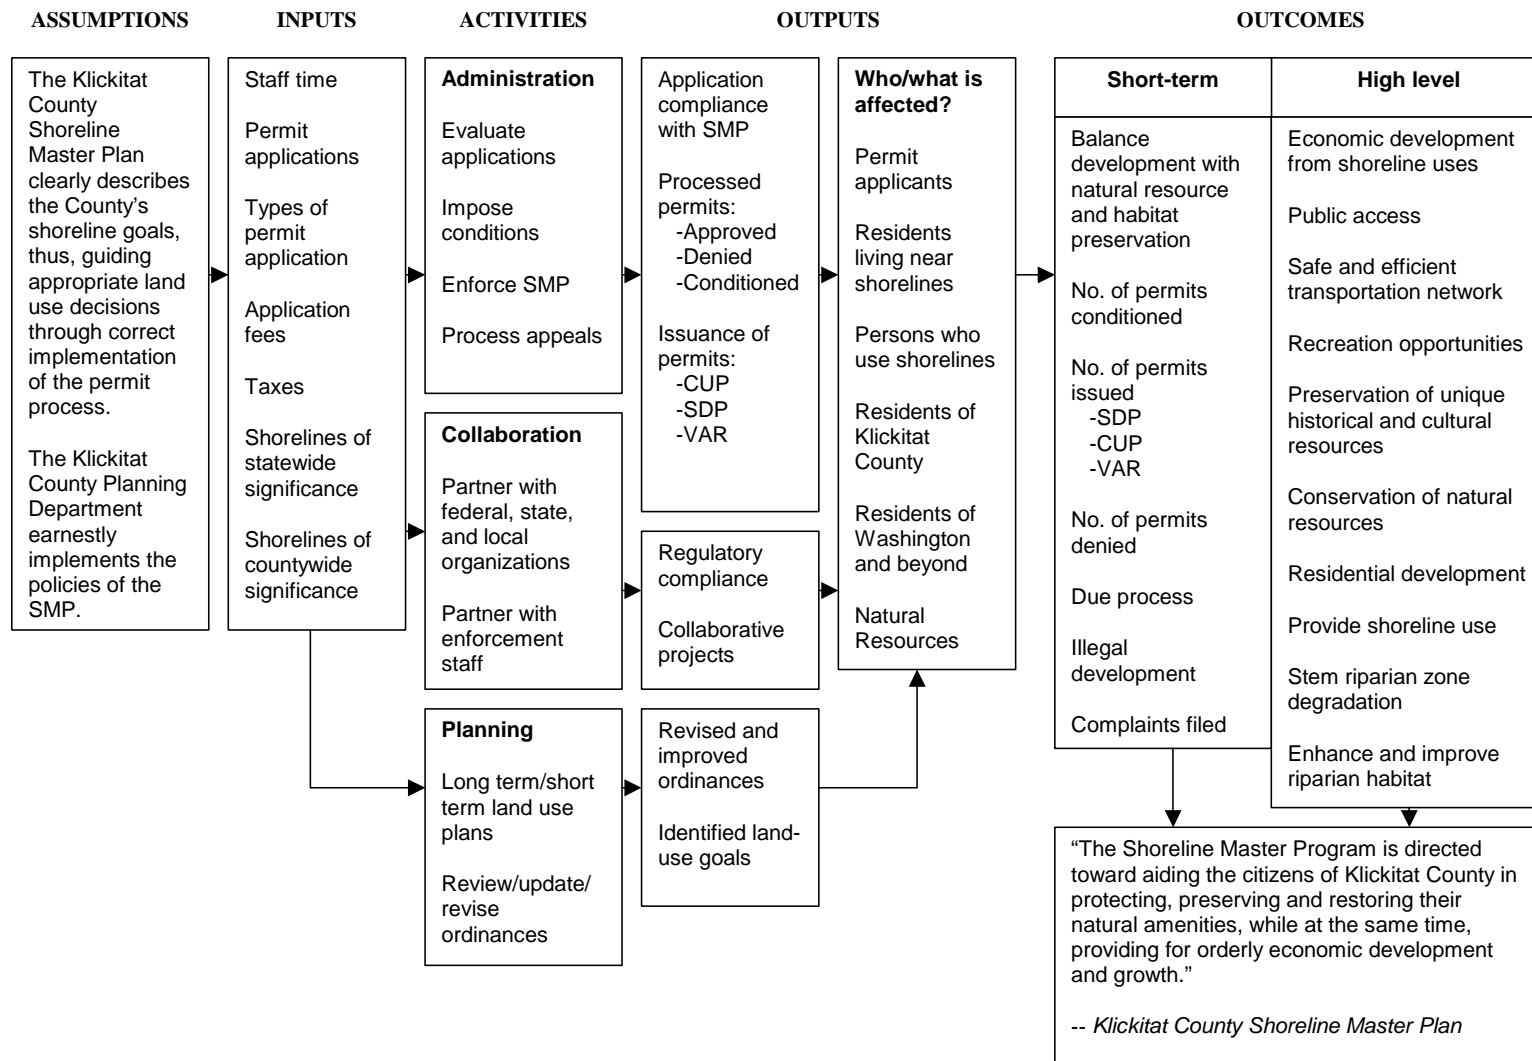 ASSUMPTIONS
INPUTS
ACTIVITIES
OUTPUTS
OUTCOMES
The Klickitat
County
Shoreline
Master Plan
clearly describes
the County’s
shoreline goals,
thus, guiding
appropriate land
use decisions
through correct
implementation
of the permit
process.
The Klickitat
County Planning
Department
earnestly
implements the
policies of the
SMP.
Staff time
Permit
applications
Types of
permit
application
Application
fees
Taxes
Shorelines of
statewide
significance
Shorelines of
countywide
significance
Administration
Evaluate
applications
Impose
conditions
Enforce SMP
Process appeals
Collaboration
Partner with
federal, state,
and local
organizations
Partner with
enforcement
staff
Planning
Long term/short
term land use
plans
Review/update/
revise
ordinances
Application
compliance
with SMP
Processed
permits:
-Approved
-Denied
-Conditioned
Issuance of
permits:
-CUP
-SDP
-VAR
Regulatory
compliance
Collaborative
projects
Revised and
improved
ordinances
Identified land-
use goals
Who/what is
affected?
Permit
applicants
Residents
living near
shorelines
Persons who
use shorelines
Residents of
Klickitat
County
Residents of
Washington
and beyond
Natural
Resources
Short-term
Balance
development with
natural resource
and habitat
preservation
No. of permits
conditioned
No. of permits
issued
-SDP
-CUP
-VAR
No. of permits
denied
Due process
Illegal
development
Complaints filed
High level
Economic development
from shoreline uses
Public access
Safe and efficient
transportation network
Recreation opportunities
Preservation of unique
historical and cultural
resources
Conservation of natural
resources
Residential development
Provide shoreline use
Stem riparian zone
degradation
Enhance and improve
riparian habitat
“The Shoreline Master Program is directed
toward aiding the citizens of Klickitat County in
protecting, preserving and restoring their
natural amenities, while at the same time,
providing for orderly economic development
and growth.”
-- Klickitat County Shoreline Master Plan